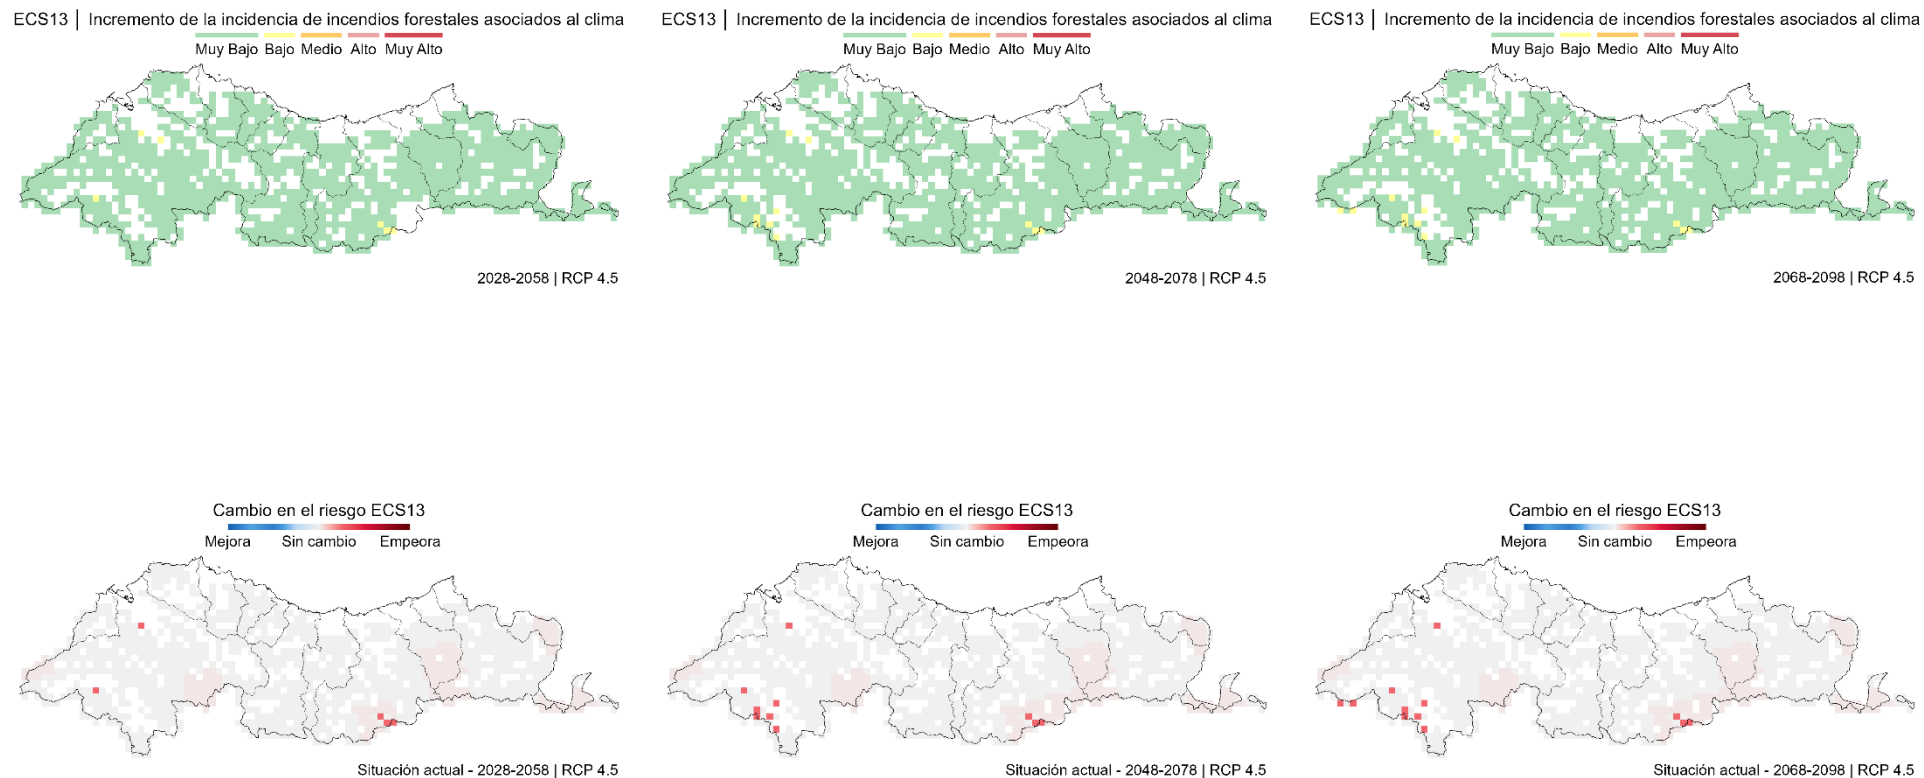 ECS13 | Incremento de la incidencia de incendios forestales asociados al clima
Muy Bajo Bajo Medio Alto Muy Alto
2028-2058 | RCP 4.5
ECS13 | Incremento de la incidencia de incendios forestales asociados al clima
Muy Bajo Bajo Medio Alto Muy Alto
2048-2078 | RCP 4.5
ECS13 | Incremento de la incidencia de incendios forestales asociados al clima
Muy Bajo Bajo Medio Alto Muy Alto
2068-2098 | RCP 4.5
Cambio en el riesgo ECS13
Mejora Sin cambio Empeora
Situación actual - 2028-2058 | RCP 4.5
Cambio en el riesgo ECS13
Mejora Sin cambio Empeora
Situación actual - 2048-2078 | RCP 4.5
Cambio en el riesgo ECS13
Mejora Sin cambio Empeora
Situación actual - 2068-2098 | RCP 4.5